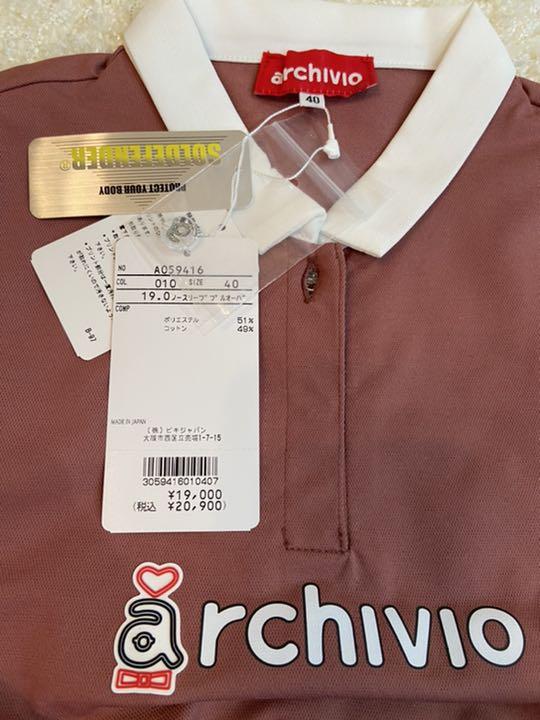 archivio
40
SOLDEFENDER®
PROTECT YOUR BODY
B-97
NO A059416
COL 010 SIZE 40
19.0ノースリーブプルオーバ
COMP
ポリエステル 51%
コットン 49%
MADE IN JAPAN
(株)ビキジャパン
大阪市西区立売堀1-7-15
3059416010407
¥19,000
(税込 ¥20,900)
archivio